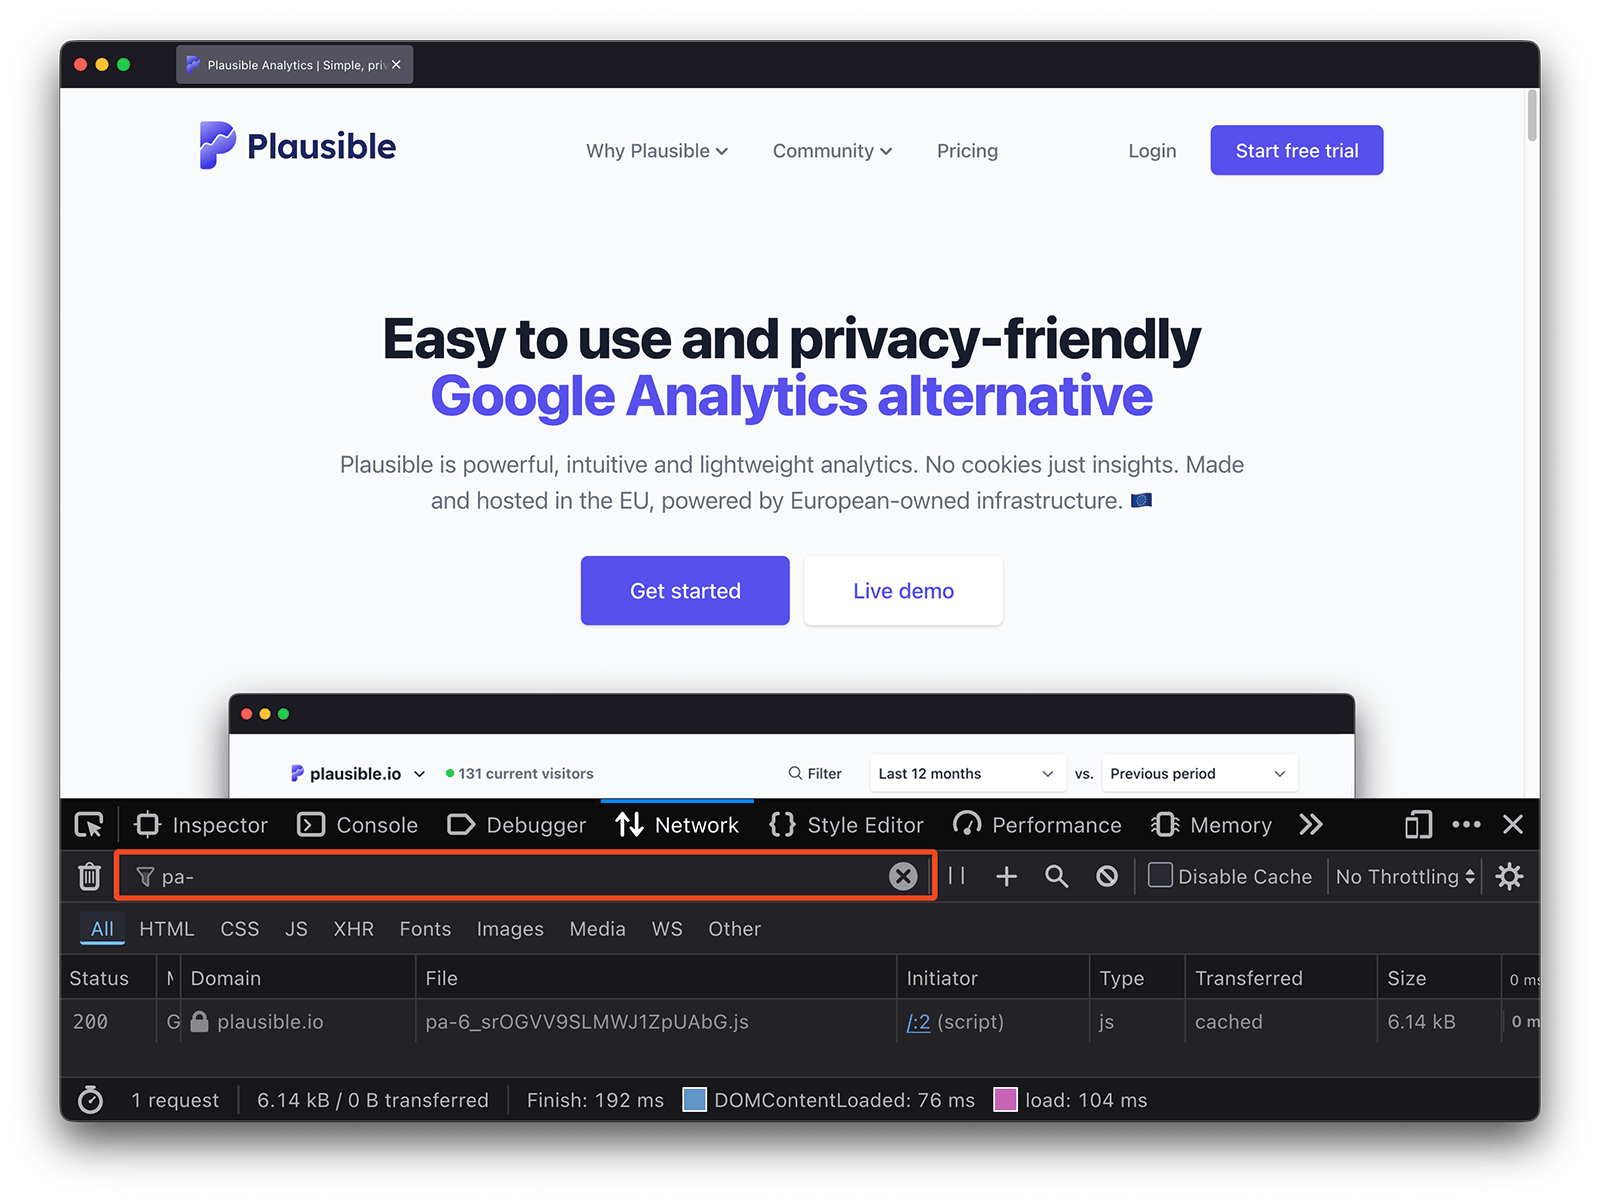 Plausible Analytics | Simple, priv
Plausible
Why Plausible
Community
Pricing
Login
Start free trial
Easy to use and privacy-friendly
Google Analytics alternative
Plausible is powerful, intuitive and lightweight analytics. No cookies just insights. Made
and hosted in the EU, powered by European-owned infrastructure.
Get started
Live demo
plausible.io
131 current visitors
Filter
Last 12 months
vs.
Previous period
Inspector
Console
Debugger
Network
Style Editor
Performance
Memory
pa-
Disable Cache
No Throttling
All HTML CSS JS XHR Fonts Images Media WS Other
Status Domain File Initiator Type Transferred Size 0 ms
200 G plausible.io pa-6_srOGVV9SLMWJ1ZpUAbG.js /:2 (script) js cached 6.14 kB 0 m
1 request
6.14 kB / 0 B transferred
Finish: 192 ms
DOMContentLoaded: 76 ms
load: 104 ms